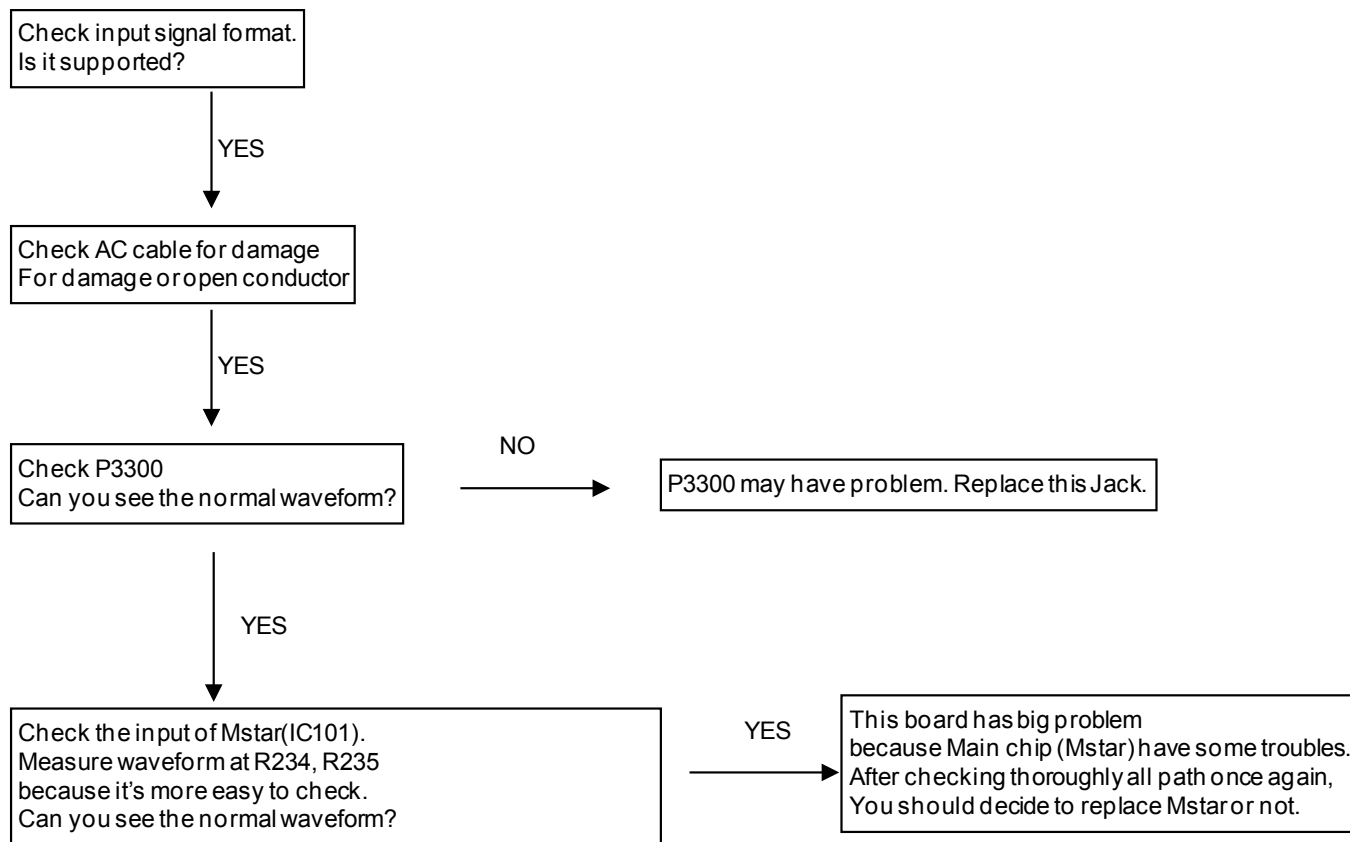 Check input signal format.
Is it supported?
YES
Check AC cable for damage
For damage or open conductor
YES
Check P3300
Can you see the normal waveform?
NO
P3300 may have problem. Replace this Jack.
YES
Check the input of Mstar(IC101).
Measure waveform at R234, R235
because it's more easy to check.
Can you see the normal waveform?
YES
This board has big problem
because Main chip (Mstar) have some troubles.
After checking thoroughly all path once again,
You should decide to replace Mstar or not.